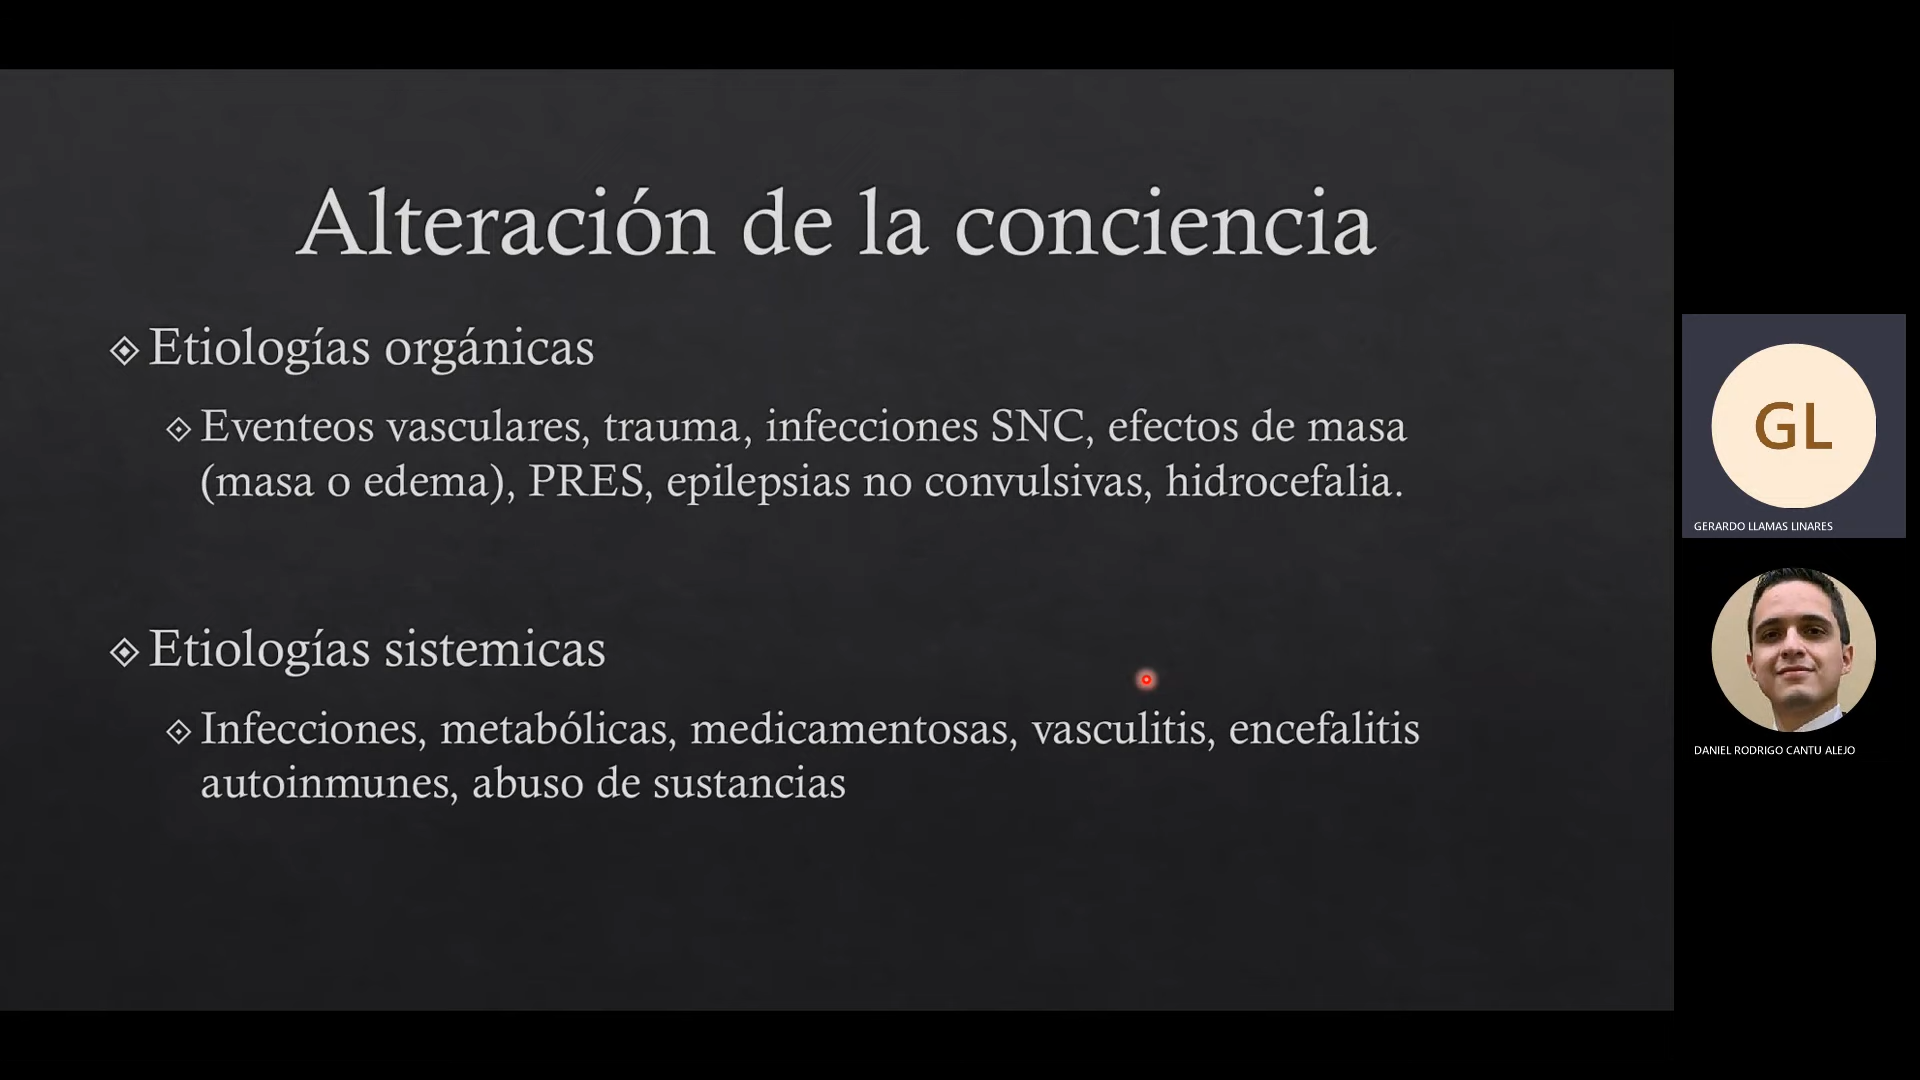 Alteración de la conciencia
Etiologías orgánicas
Eventeos vasculares, trauma, infecciones SNC, efectos de masa
(masa o edema), PRES, epilepsias no convulsivas, hidrocefalia.
Etiologías sistemicas
Infecciones, metabólicas, medicamentosas, vasculitis, encefalitis
autoinmunes, abuso de sustancias
GL
GERARDO LLAMAS LINARES
DANIEL RODRIGO CANTU ALEJO